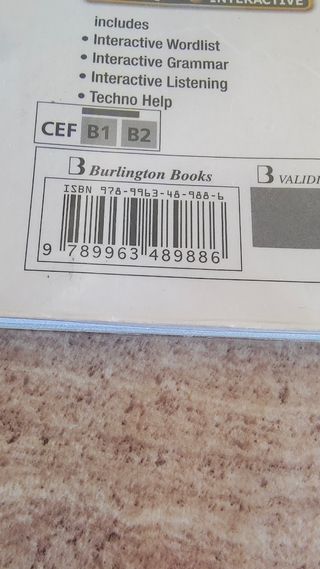 INTERACTIVE
includes
• Interactive Wordlist
• Interactive Grammar
• Interactive Listening
• Techno Help
CEF B1 B2
B Burlington Books
B VALIDI
ISBN 978-9963-48-988-6
9 789963 489886